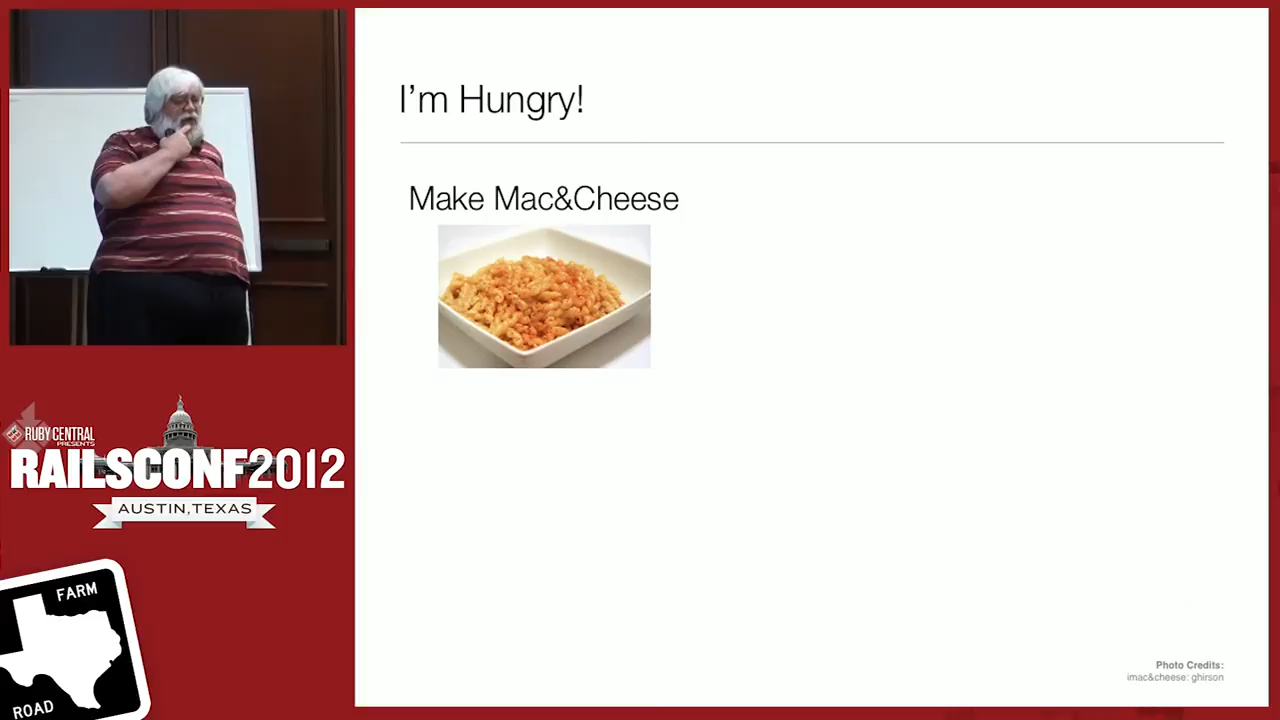 I'm Hungry!
Make Mac&Cheese
RUBY CENTRAL
PRESENTS
RAILSCONF2012
AUSTIN,TEXAS
FARM
ROAD
Photo Credits:
imac&cheese: ghirson